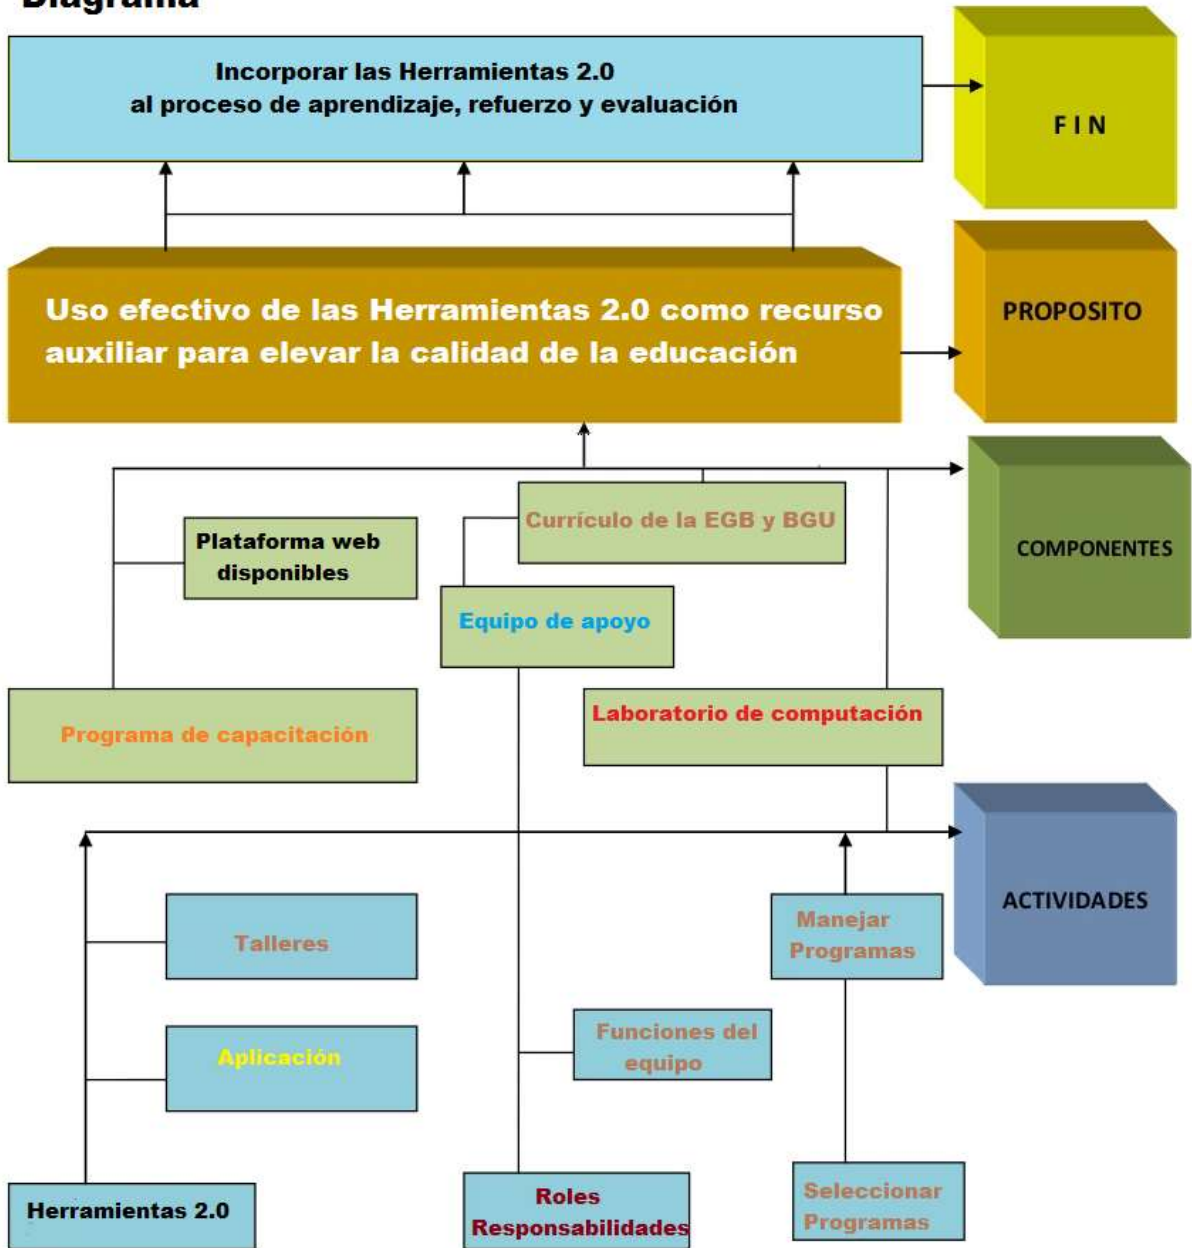 Diagrama
Incorporar las Herramientas 2.0
al proceso de aprendizaje, refuerzo y evaluación
F I N
Uso efectivo de las Herramientas 2.0 como recurso
auxiliar para elevar la calidad de la educación
PROPOSITO
Currículo de la EGB y BGU
Plataforma web
disponibles
COMPONENTES
Equipo de apoyo
Programa de capacitación
Laboratorio de computación
ACTIVIDADES
Talleres
Manejar
Programas
Aplicación
Funciones del
equipo
Herramientas 2.0
Roles
Responsabilidades
Seleccionar
Programas